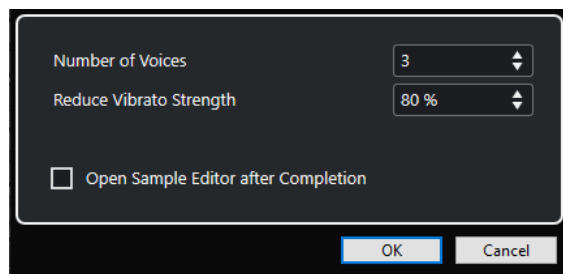 Number of Voices 3
Reduce Vibrato Strength 80 %
Open Sample Editor after Completion
OK Cancel